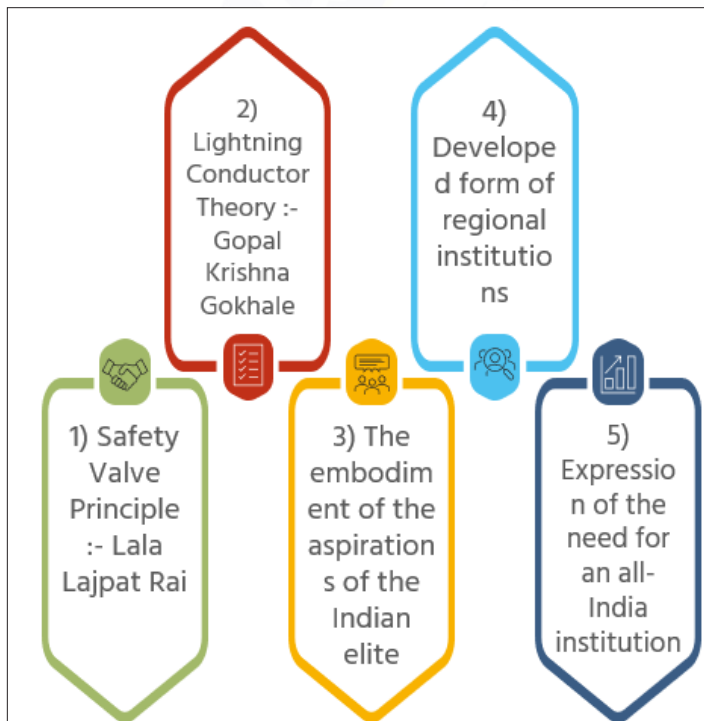 1) Safety
Valve
Principle
:- Lala
Lajpat Rai
2)
Lightning
Conductor
Theory :-
Gopal
Krishna
Gokhale
3) The
embodim
ent of the
aspiration
s of the
Indian
elite
4)
Develope
d form of
regional
institutio
ns
5)
Expressio
n of the
need for
an all-
India
institution